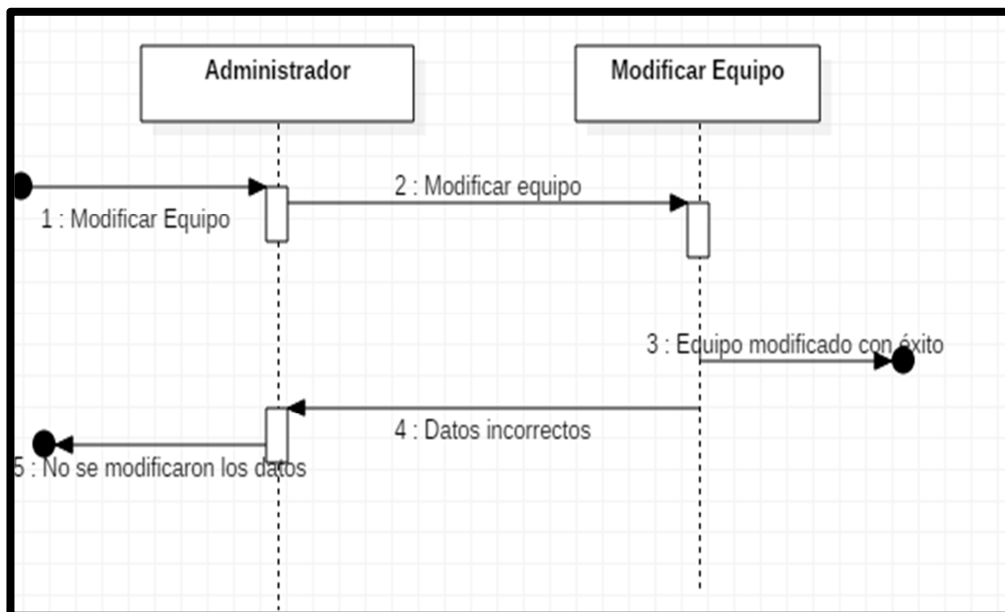 Administrador
Modificar Equipo
2 : Modificar equipo
1 : Modificar Equipo
3 : Equipo modificado con éxito
4 : Datos incorrectos
5 : No se modificaron los datos